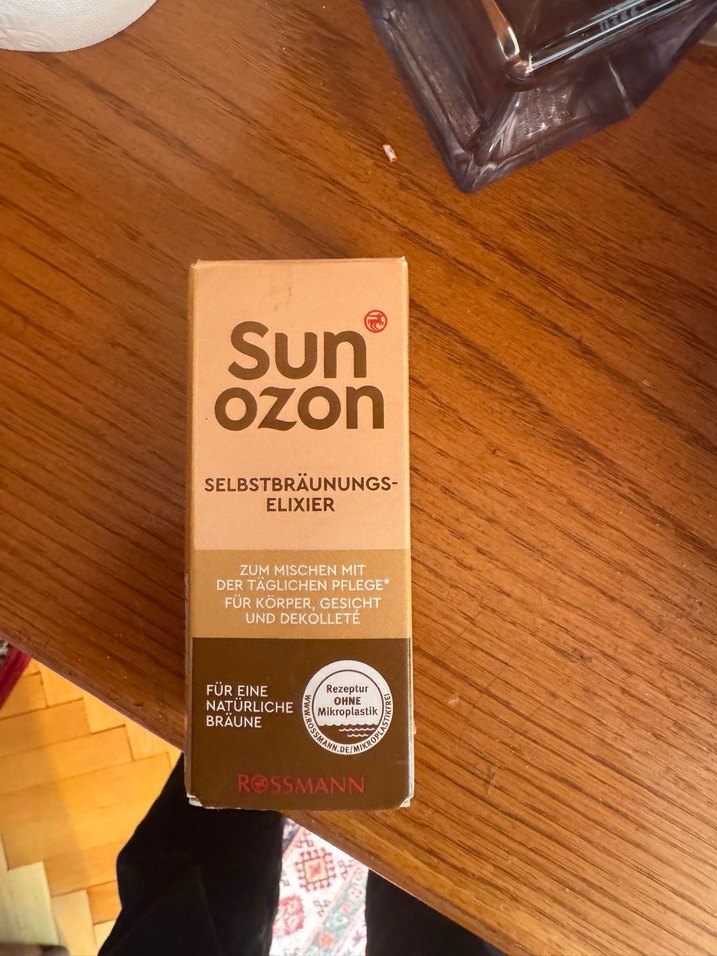 Sun
ozon
SELBSTBRÄUNUNGS-
ELIXIER
ZUM MISCHEN MIT
DER TÄGLICHEN PFLEGE*
FÜR KÖRPER, GESICHT
UND DEKOLLETÉ
FÜR EINE
NATÜRLICHE
BRÄUNE
Rezeptur
OHNE
Mikroplastik
WWW.ROSSMANN.DE/MIKROPLASTIKFREI
ROSSMANN